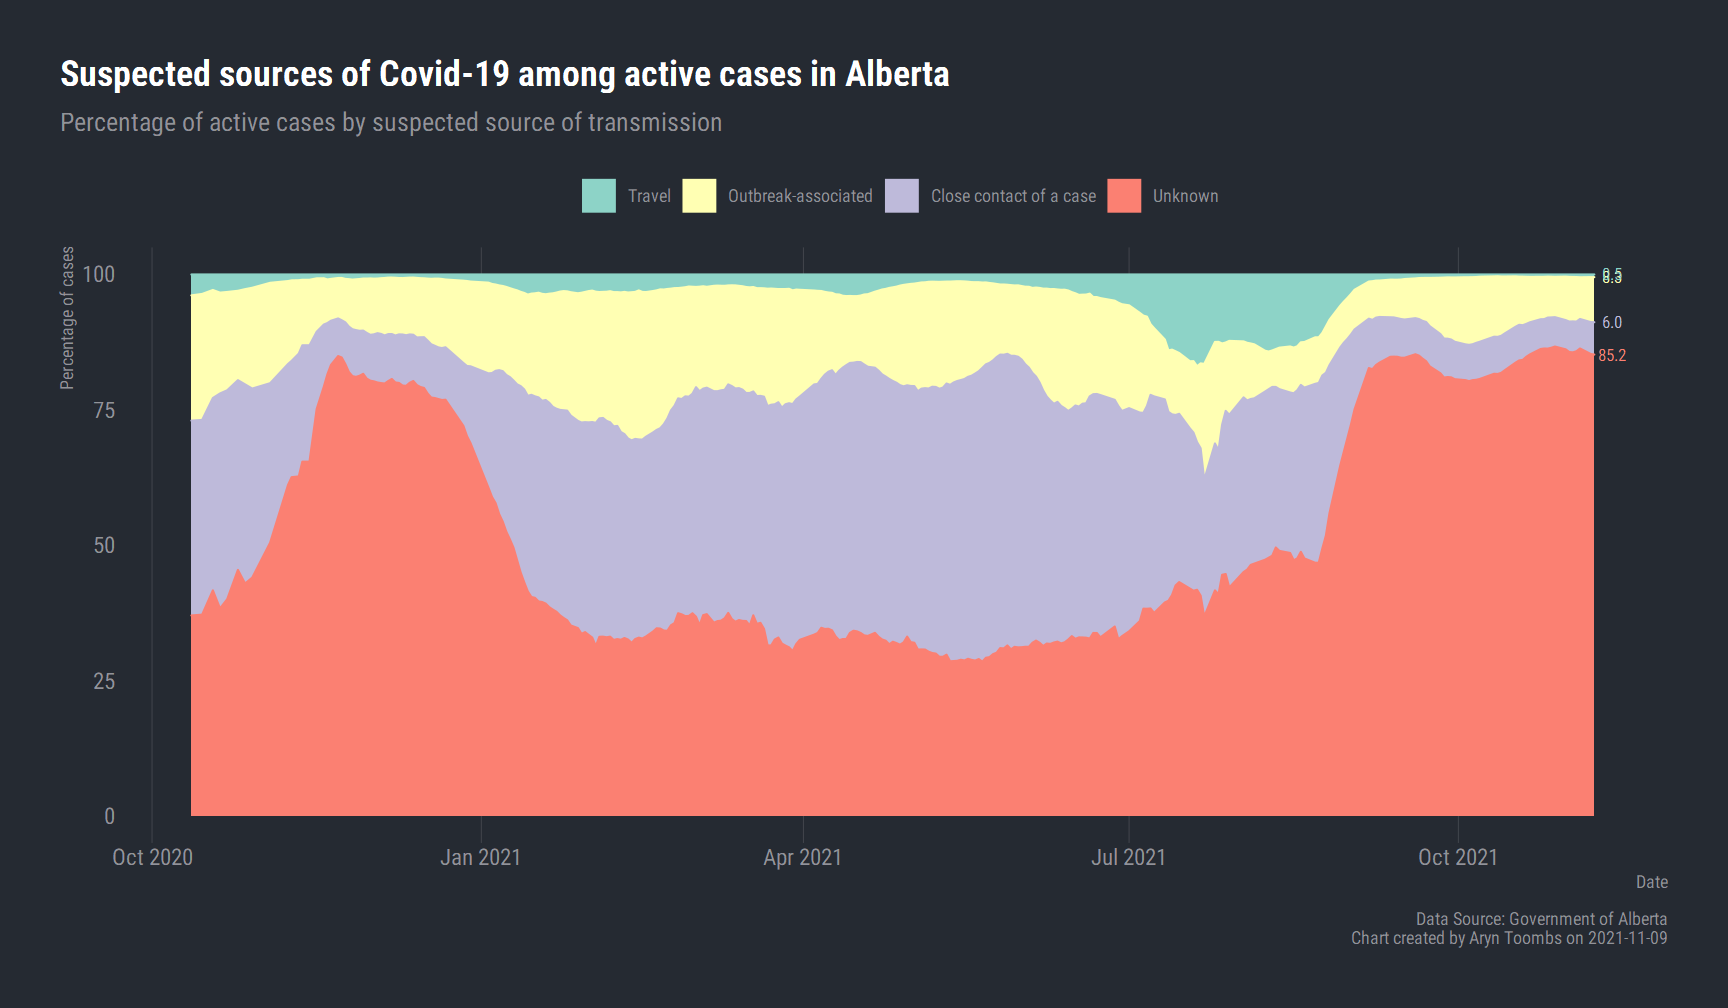 Suspected sources of Covid-19 among active cases in Alberta
Percentage of active cases by suspected source of transmission
Travel Outbreak-associated Close contact of a case Unknown
Percentage of cases
100
75
50
25
0
6.0
85.2
Oct 2020 Jan 2021 Apr 2021 Jul 2021 Oct 2021
Date
Data Source: Government of Alberta
Chart created by Aryn Toombs on 2021-11-09